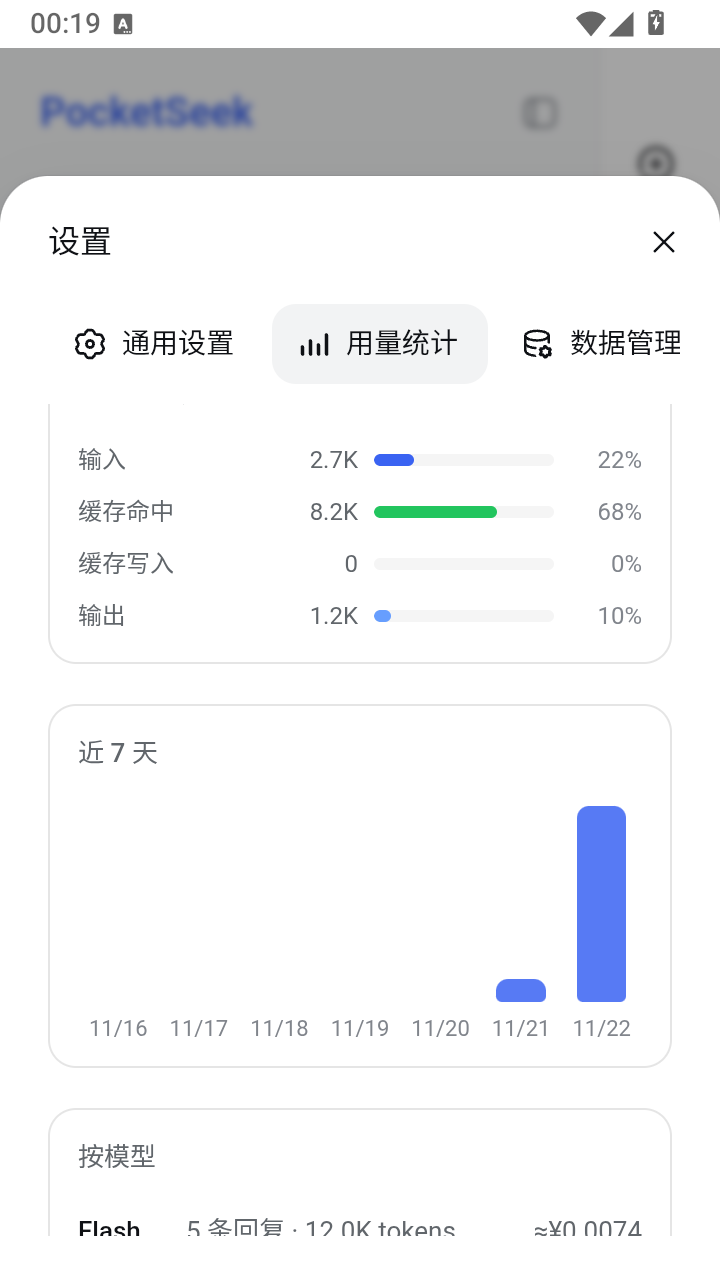 00:19
PocketSeek
设置
通用设置 用量统计 数据管理
输入 2.7K 22%
缓存命中 8.2K 68%
缓存写入 0 0%
输出 1.2K 10%
近 7 天
11/16 11/17 11/18 11/19 11/20 11/21 11/22
按模型
Flash 5 条回复 · 12.0K tokens ≈¥0.0074